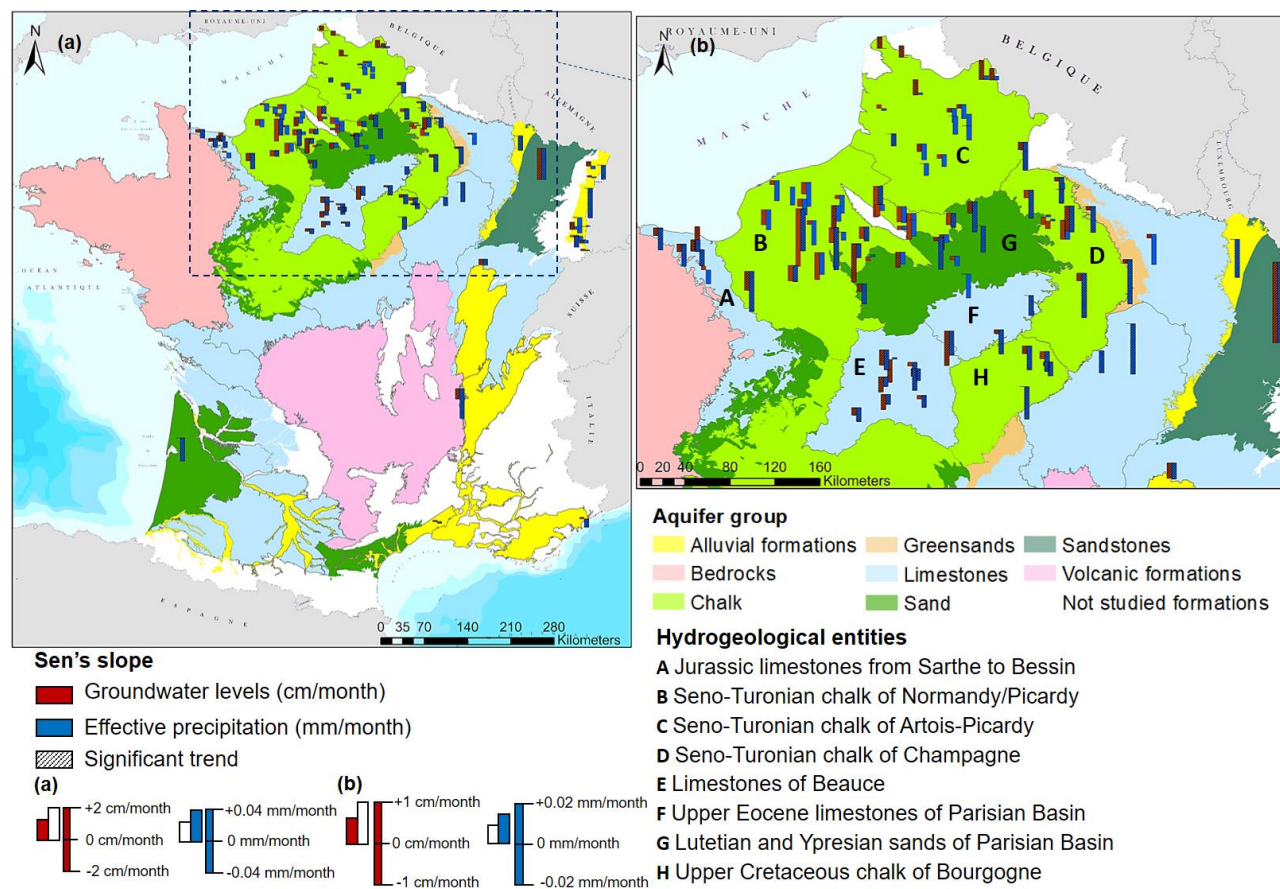 (a)
N
ROYAUME-UNI
BELGIQUE
MANCHE
ALLEMAGNE
OCÉAN
ATLANTIQUE
SUISSE
ITALIE
ESPAGNE
0 35 70 140 210 280
Kilometers
(b)
N
ROYAUME-UNI
BELGIQUE
MANCHE
LUXEMBOURG
C
B
G
D
A
F
E
H
0 20 40 80 120 160
Kilometers
Sen's slope
Groundwater levels (cm/month)
Effective precipitation (mm/month)
Significant trend
(a)
+2 cm/month
0 cm/month
-2 cm/month
+0.04 mm/month
0 mm/month
-0.04 mm/month
(b)
+1 cm/month
0 cm/month
-1 cm/month
+0.02 mm/month
0 mm/month
-0.02 mm/month
Aquifer group
Alluvial formations
Bedrocks
Chalk
Greensands
Limestones
Sand
Sandstones
Volcanic formations
Not studied formations
Hydrogeological entities
A Jurassic limestones from Sarthe to Bessin
B Seno-Turonian chalk of Normandy/Picardy
C Seno-Turonian chalk of Artois-Picardy
D Seno-Turonian chalk of Champagne
E Limestones of Beauce
F Upper Eocene limestones of Parisian Basin
G Lutetian and Ypresian sands of Parisian Basin
H Upper Cretaceous chalk of Bourgogne